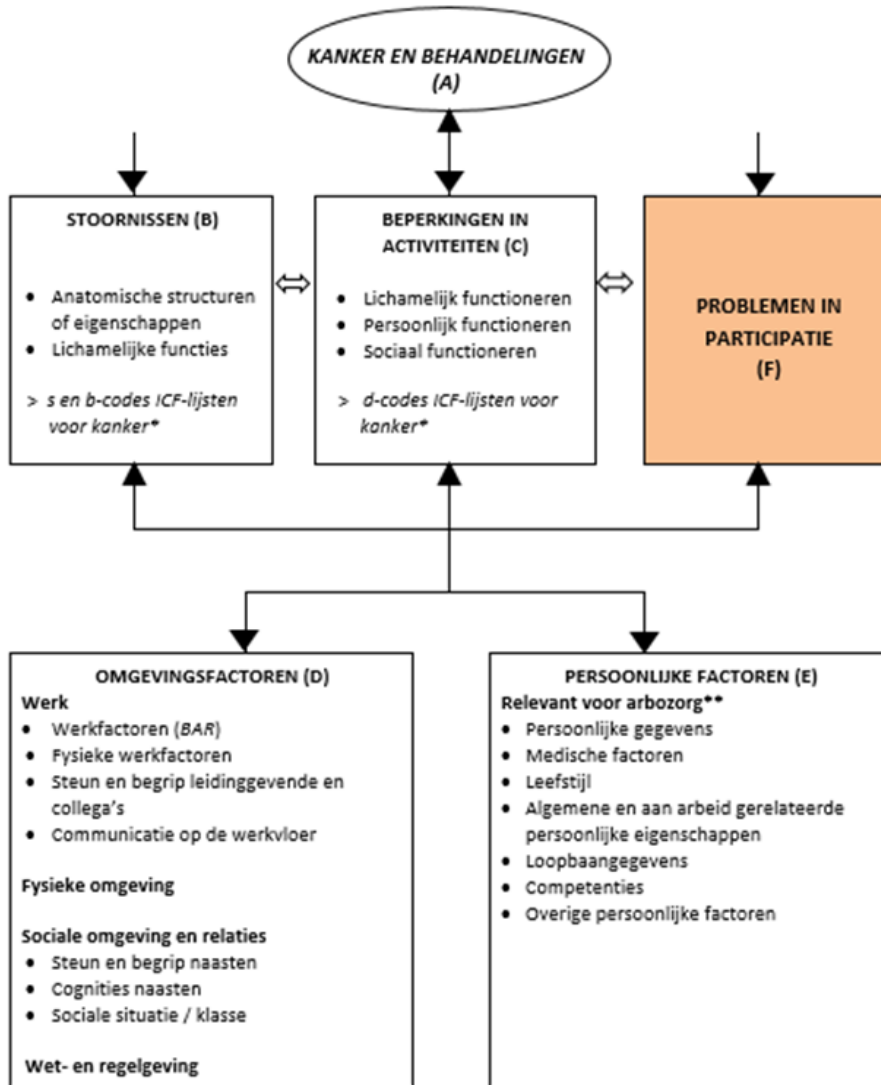 KANKER EN BEHANDELINGEN
(A)
STOORNISSEN (B)
• Anatomische structuren
of eigenschappen
• Lichamelijke functies
> s en b-codes ICF-lijsten
voor kanker*
BEPERKINGEN IN
ACTIVITEITEN (C)
• Lichamelijk functioneren
• Persoonlijk functioneren
• Sociaal functioneren
> d-codes ICF-lijsten voor
kanker*
PROBLEMEN IN
PARTICIPATIE
(F)
OMGEVINGSFACTOREN (D)
Werk
• Werkfactoren (BAR)
• Fysieke werkfactoren
• Steun en begrip leidinggevende en
collega's
• Communicatie op de werkvloer
Fysieke omgeving
Sociale omgeving en relaties
• Steun en begrip naasten
• Cognities naasten
• Sociale situatie / klasse
Wet- en regelgeving
PERSOONLIJKE FACTOREN (E)
Relevant voor arbozorg**
• Persoonlijke gegevens
• Medische factoren
• Leefstijl
• Algemene en aan arbeid gerelateerde
persoonlijke eigenschappen
• Loopbaangegevens
• Competenties
• Overige persoonlijke factoren